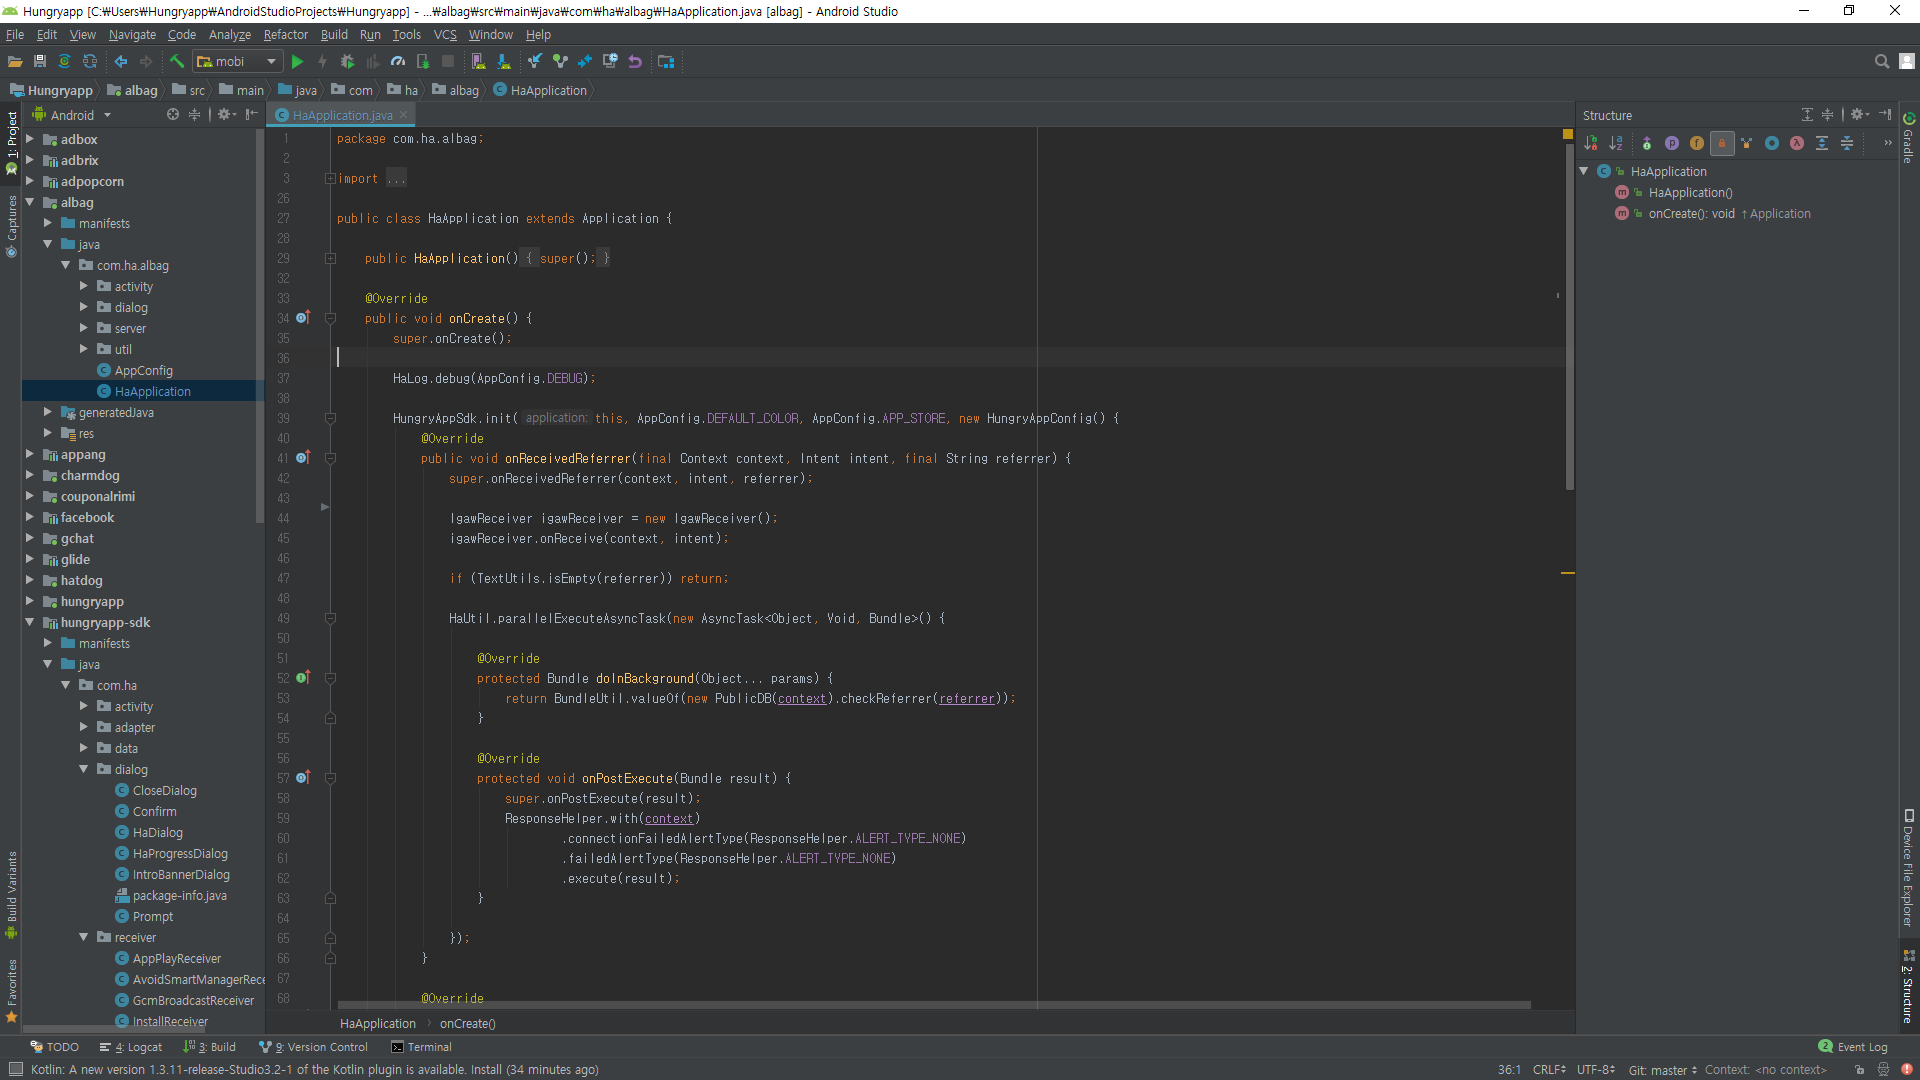 Hungryapp [C:₩Users₩Hungryapp₩AndroidStudioProjects₩Hungryapp] - ...₩albag₩src₩main₩java₩com₩ha₩albag₩HaApplication.java [albag] - Android Studio
File Edit View Navigate Code Analyze Refactor Build Run Tools VCS Window Help
mobi
Hungryapp albag src main java com ha albag HaApplication
1: Project
Captures
Build Variants
Favorites
Android
adbox
adbrix
adpopcorn
albag
manifests
java
com.ha.albag
activity
dialog
server
util
AppConfig
HaApplication
generatedJava
res
appang
charmdog
couponalrimi
facebook
gchat
glide
hatdog
hungryapp
hungryapp-sdk
manifests
java
com.ha
activity
adapter
data
dialog
CloseDialog
Confirm
HaDialog
HaProgressDialog
IntroBannerDialog
package-info.java
Prompt
receiver
AppPlayReceiver
AvoidSmartManagerRece
GcmBroadcastReceiver
InstallReceiver
HaApplication.java
1 package com.ha.albag;
2
3 import ...
26
27 public class HaApplication extends Application {
28
29 public HaApplication() { super(); }
32
33 @Override
34 public void onCreate() {
35 super.onCreate();
36
37 HaLog.debug(AppConfig.DEBUG);
38
39 HungryAppSdk.init( application: this, AppConfig.DEFAULT_COLOR, AppConfig.APP_STORE, new HungryAppConfig() {
40 @Override
41 public void onReceivedReferrer(final Context context, Intent intent, final String referrer) {
42 super.onReceivedReferrer(context, intent, referrer);
43
44 IgawReceiver igawReceiver = new IgawReceiver();
45 igawReceiver.onReceive(context, intent);
46
47 if (TextUtils.isEmpty(referrer)) return;
48
49 HaUtil.parallelExecuteAsyncTask(new AsyncTask<Object, Void, Bundle>() {
50
51 @Override
52 protected Bundle doInBackground(Object... params) {
53 return BundleUtil.valueOf(new PublicDB(context).checkReferrer(referrer));
54 }
55
56 @Override
57 protected void onPostExecute(Bundle result) {
58 super.onPostExecute(result);
59 ResponseHelper.with(context)
60 .connectionFailedAlertType(ResponseHelper.ALERT_TYPE_NONE)
61 .failedAlertType(ResponseHelper.ALERT_TYPE_NONE)
62 .execute(result);
63 }
64
65 });
66 }
67
68 @Override
HaApplication › onCreate()
Structure
HaApplication
HaApplication()
onCreate(): void ↑Application
Gradle
Device File Explorer
2: Structure
TODO 4: Logcat 3: Build 9: Version Control Terminal 2 Event Log
Kotlin: A new version 1.3.11-release-Studio3.2-1 of the Kotlin plugin is available. Install (34 minutes ago) 36:1 CRLF UTF-8 Git: master Context: <no context>